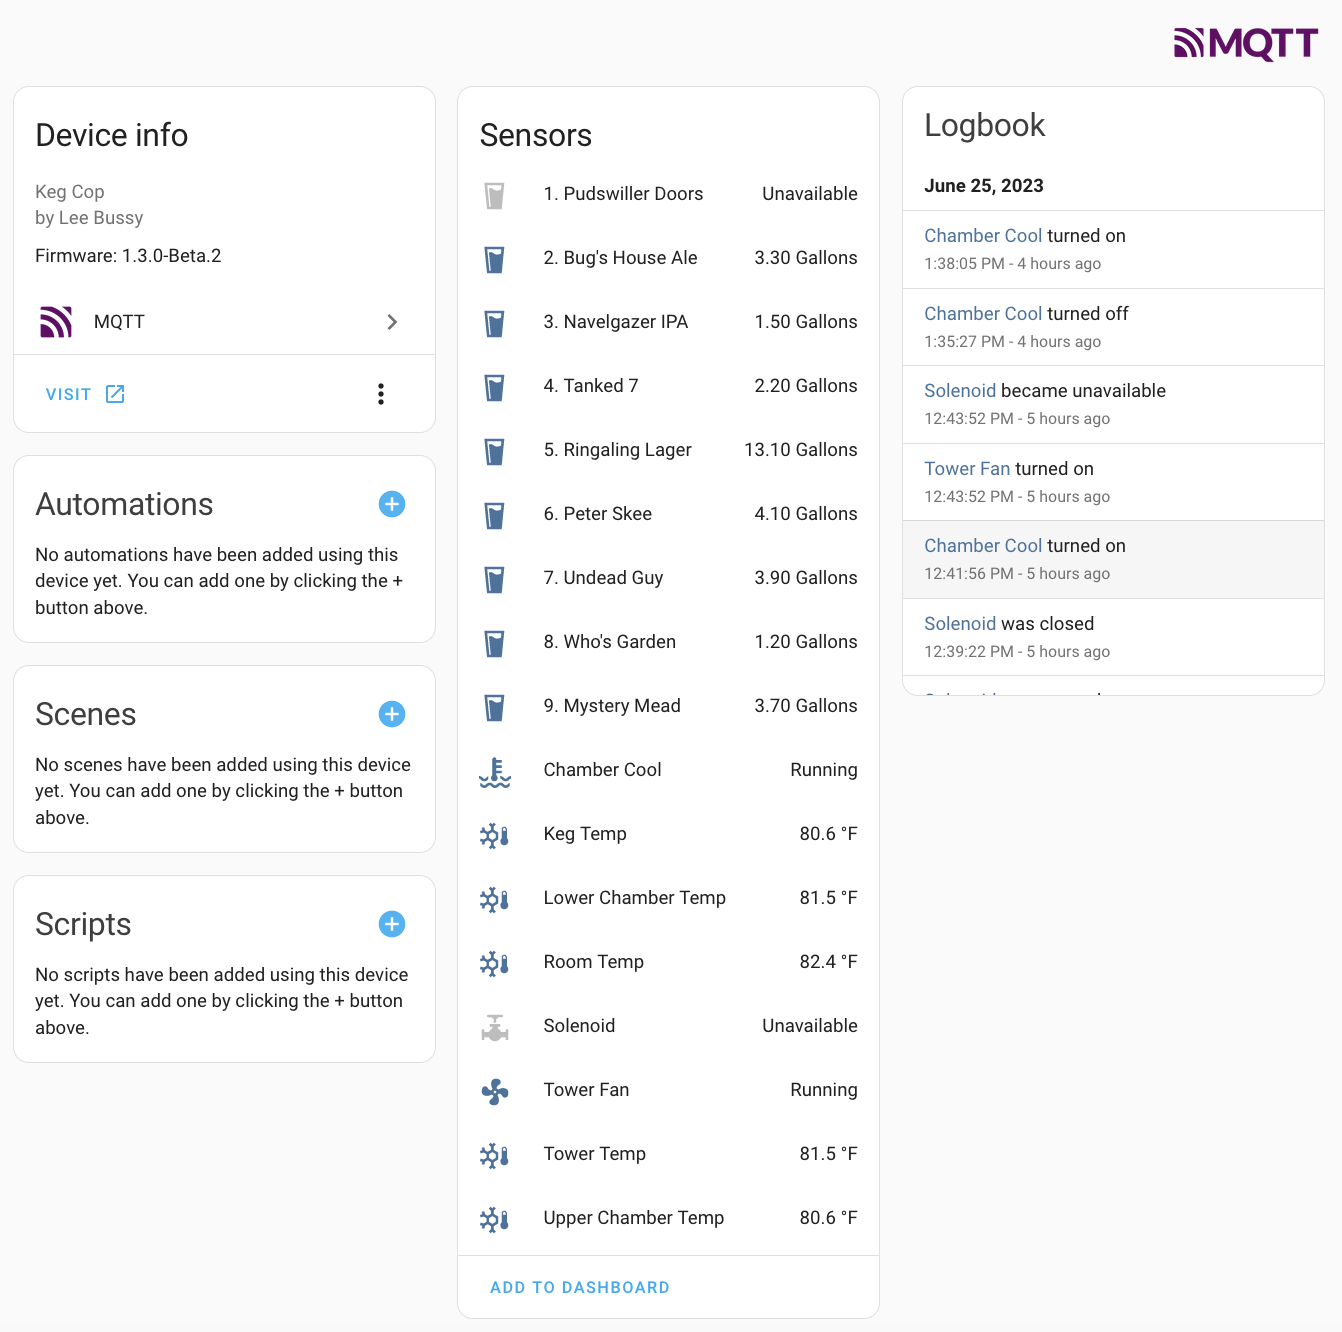 MQTT
Device info
Keg Cop
by Lee Bussy
Firmware: 1.3.0-Beta.2
MQTT
VISIT
Automations
No automations have been added using this
device yet. You can add one by clicking the +
button above.
Scenes
No scenes have been added using this device
yet. You can add one by clicking the + button
above.
Scripts
No scripts have been added using this device
yet. You can add one by clicking the + button
above.
Sensors
1. Pudswiller Doors Unavailable
2. Bug's House Ale 3.30 Gallons
3. Navelgazer IPA 1.50 Gallons
4. Tanked 7 2.20 Gallons
5. Ringaling Lager 13.10 Gallons
6. Peter Skee 4.10 Gallons
7. Undead Guy 3.90 Gallons
8. Who's Garden 1.20 Gallons
9. Mystery Mead 3.70 Gallons
Chamber Cool Running
Keg Temp 80.6 °F
Lower Chamber Temp 81.5 °F
Room Temp 82.4 °F
Solenoid Unavailable
Tower Fan Running
Tower Temp 81.5 °F
Upper Chamber Temp 80.6 °F
ADD TO DASHBOARD
Logbook
June 25, 2023
Chamber Cool turned on
1:38:05 PM - 4 hours ago
Chamber Cool turned off
1:35:27 PM - 4 hours ago
Solenoid became unavailable
12:43:52 PM - 5 hours ago
Tower Fan turned on
12:43:52 PM - 5 hours ago
Chamber Cool turned on
12:41:56 PM - 5 hours ago
Solenoid was closed
12:39:22 PM - 5 hours ago